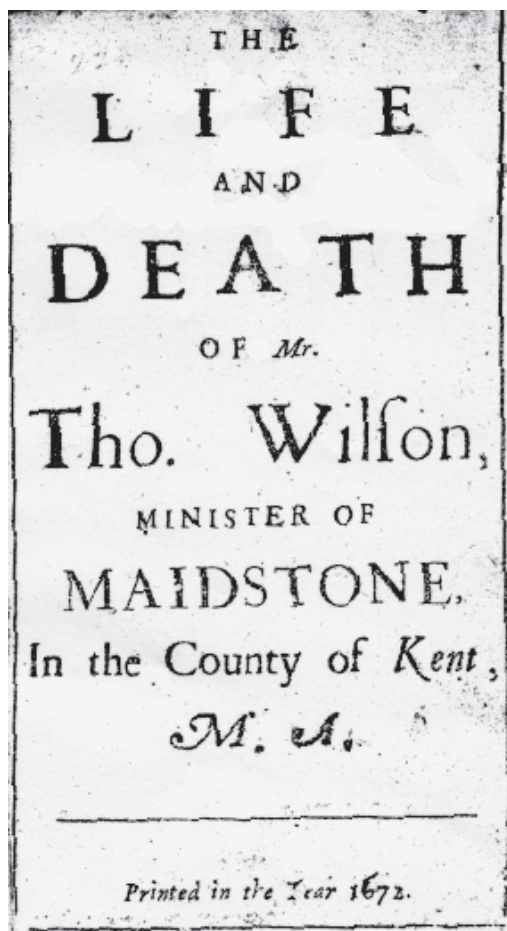 THE
LIFE
AND
DEATH
OF Mr.
Tho. Wilſon,
MINISTER OF
MAIDSTONE,
In the County of Kent,
M. A.
Printed in the Year 1672.